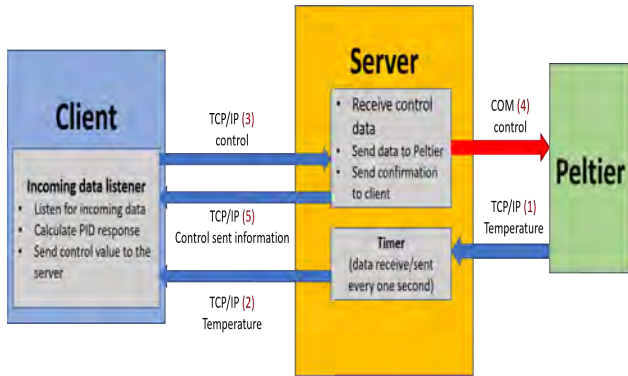 Client
Incoming data listener
• Listen for incoming data
• Calculate PID response
• Send control value to the
server
TCP/IP (3)
control
TCP/IP (5)
Control sent information
TCP/IP (2)
Temperature
Server
• Receive control
data
• Send data to Peltier
• Send confirmation
to client
Timer
(data receive/sent
every one second)
COM (4)
control
TCP/IP (1)
Temperature
Peltier